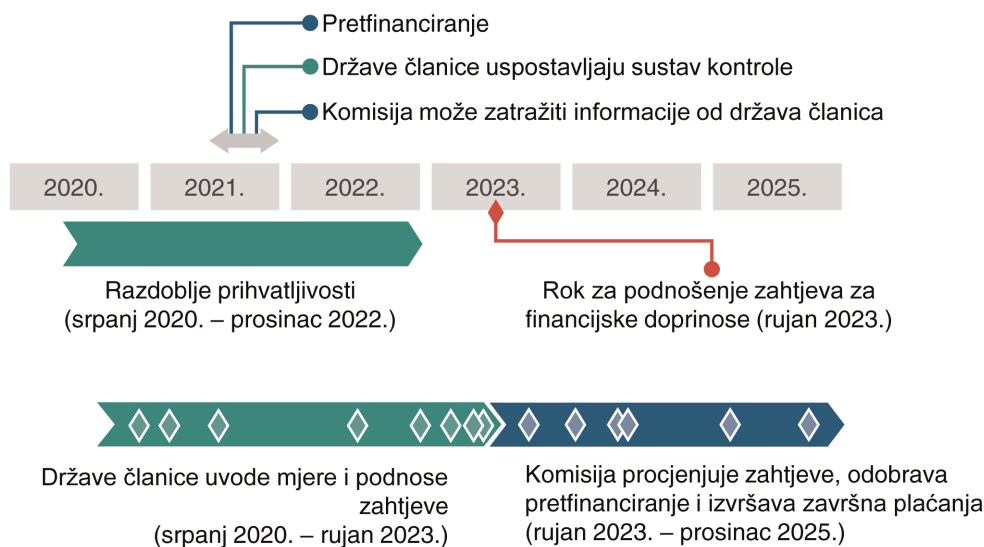 Pretfinanciranje
Države članice uspostavljaju sustav kontrole
Komisija može zatražiti informacije od država članica
2020.
2021.
2022.
2023.
2024.
2025.
Razdoblje prihvatljivosti
(srpanj 2020. – prosinac 2022.)
Rok za podnošenje zahtjeva za
financijske doprinose (rujan 2023.)
Države članice uvode mjere i podnose
zahtjeve
(srpanj 2020. – rujan 2023.)
Komisija procjenjuje zahtjeve, odobrava
pretfinanciranje i izvršava završna plaćanja
(rujan 2023. – prosinac 2025.)